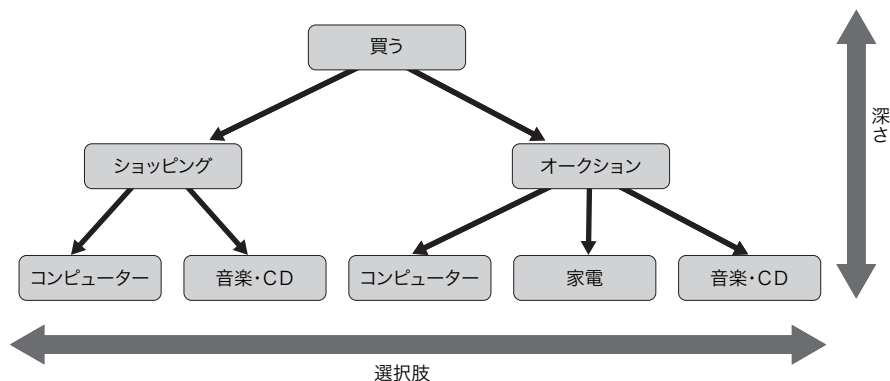 買う
ショッピング
オークション
コンピューター
音楽・CD
コンピューター
家電
音楽・CD
深さ
選択肢